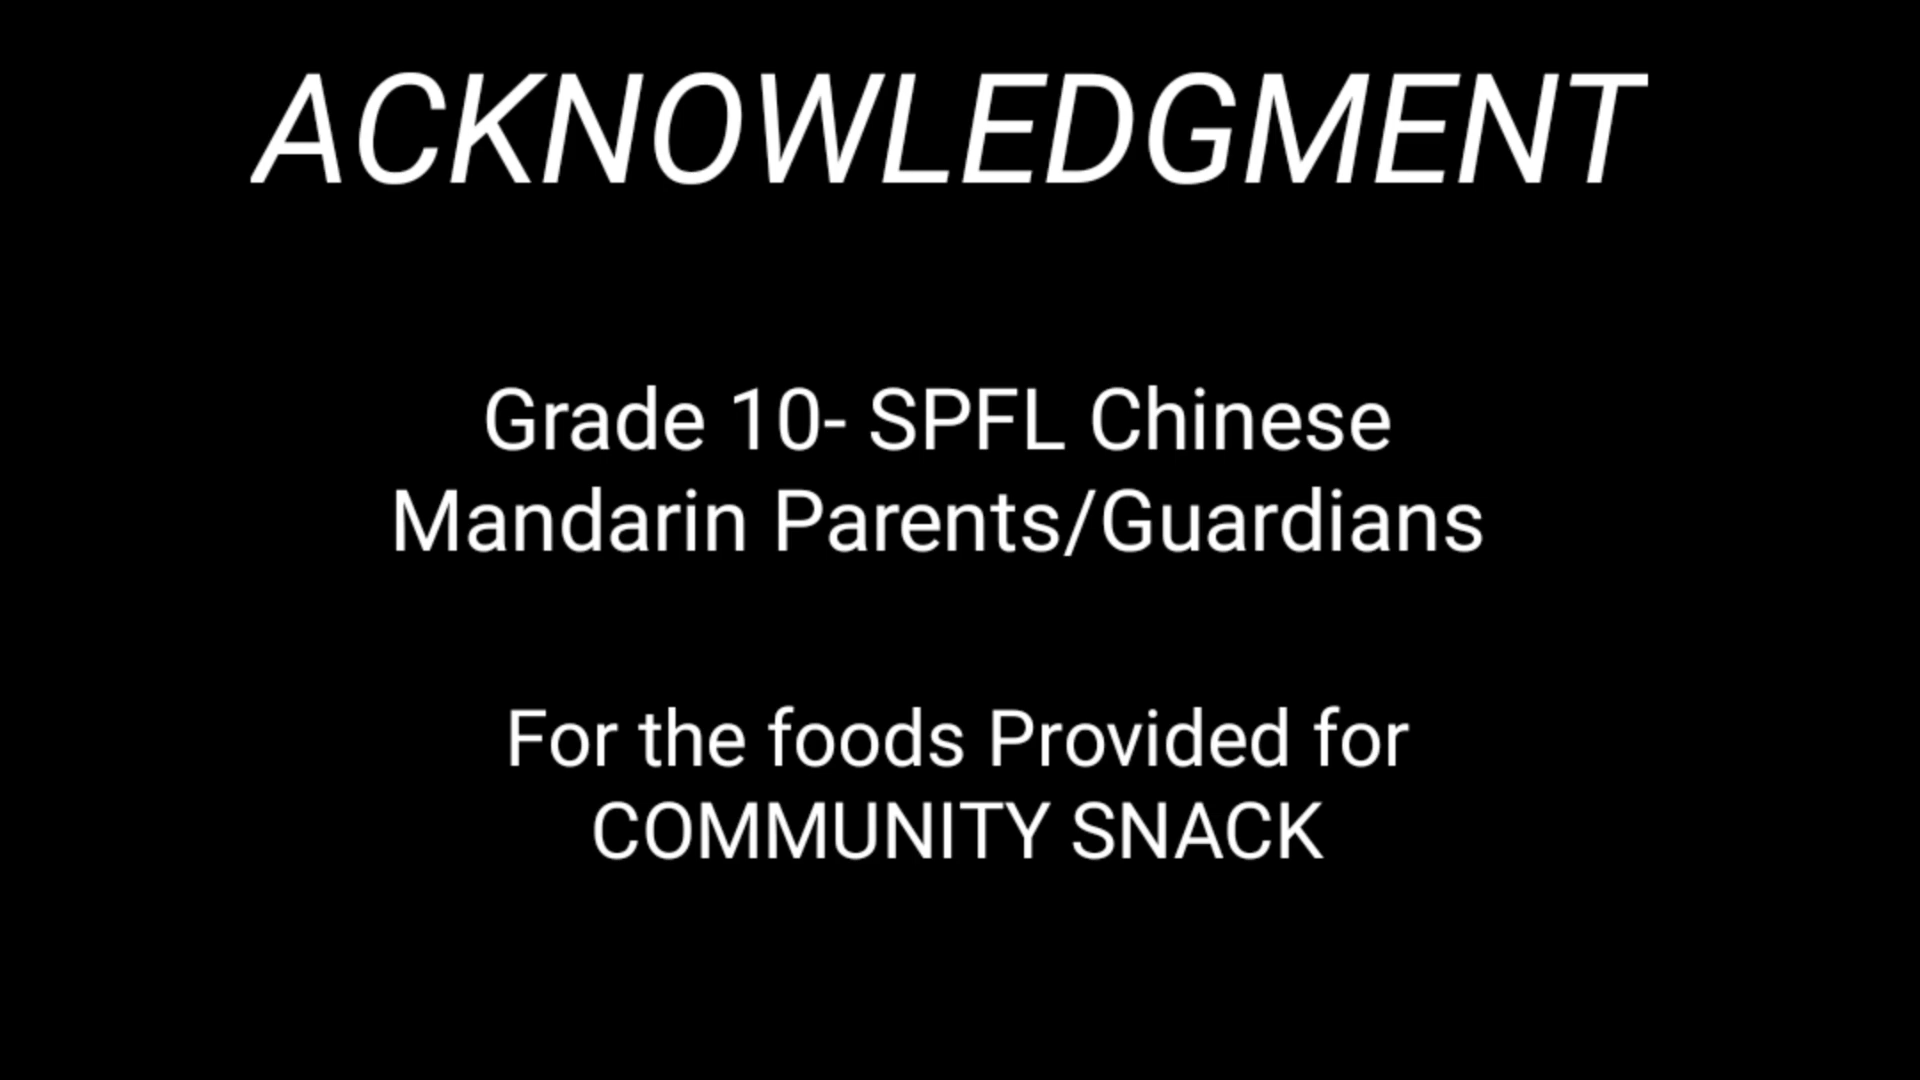 ACKNOWLEDGMENT
Grade 10- SPFL Chinese
Mandarin Parents/Guardians
For the foods Provided for
COMMUNITY SNACK